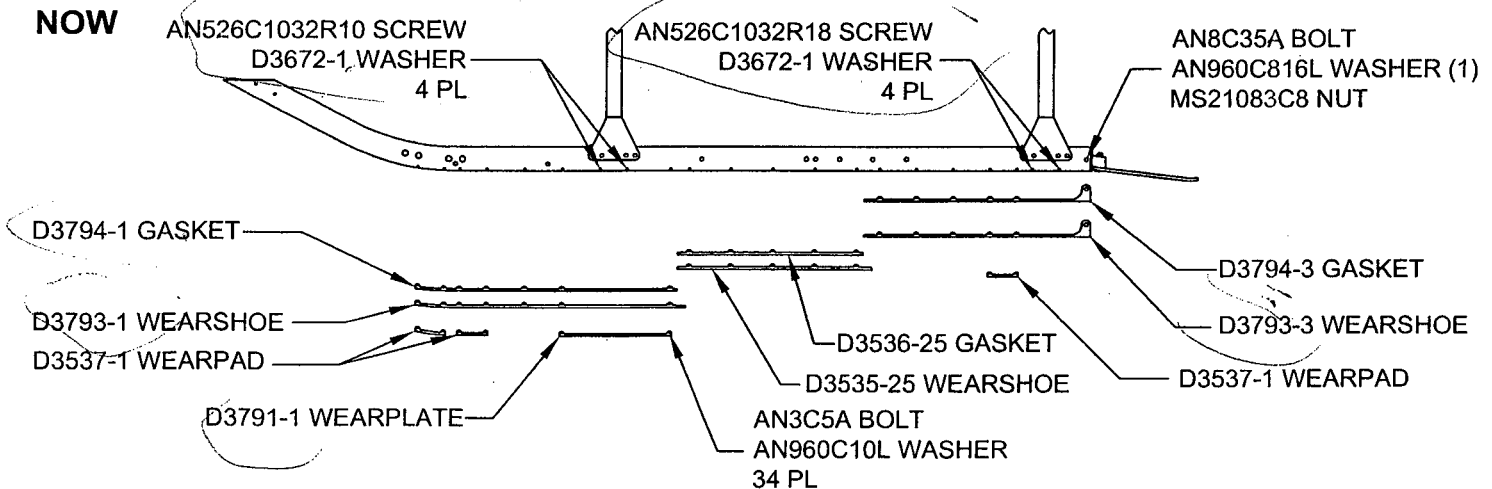 NOW
AN526C1032R10 SCREW
D3672-1 WASHER
4 PL
AN526C1032R18 SCREW
D3672-1 WASHER
4 PL
AN8C35A BOLT
AN960C816L WASHER (1)
MS21083C8 NUT
D3794-1 GASKET
D3793-1 WEARSHOE
D3537-1 WEARPAD
D3791-1 WEARPLATE
D3794-3 GASKET
D3793-3 WEARSHOE
D3537-1 WEARPAD
D3536-25 GASKET
D3535-25 WEARSHOE
AN3C5A BOLT
AN960C10L WASHER
34 PL